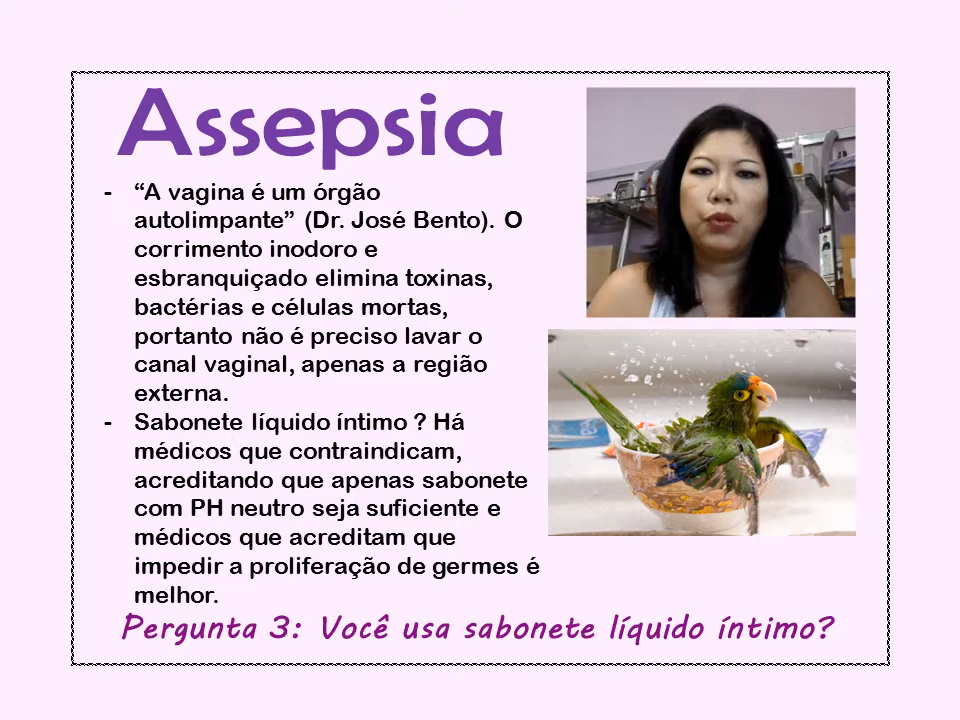 Assepsia
- “A vagina é um órgão
autolimpante” (Dr. José Bento). O
corrimento inodoro e
esbranquiçado elimina toxinas,
bactérias e células mortas,
portanto não é preciso lavar o
canal vaginal, apenas a região
externa.
- Sabonete líquido íntimo ? Há
médicos que contraindicam,
acreditando que apenas sabonete
com PH neutro seja suficiente e
médicos que acreditam que
impedir a proliferação de germes é
melhor.
Pergunta 3: Você usa sabonete líquido íntimo?